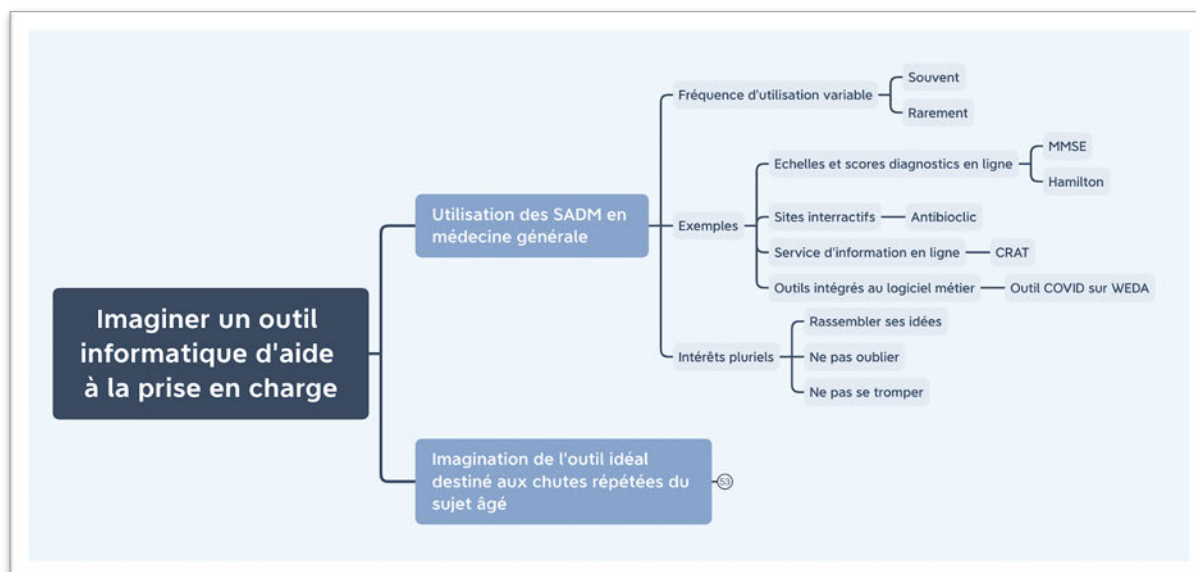 Imaginer un outil
informatique d'aide
à la prise en charge
Utilisation des SADM en
médecine générale
Fréquence d'utilisation variable
Souvent
Rarement
Exemples
Echelles et scores diagnostics en ligne
MMSE
Hamilton
Sites interractifs
Antibioclic
Service d'information en ligne
CRAT
Outils intégrés au logiciel métier
Outil COVID sur WEDA
Intérêts pluriels
Rassembler ses idées
Ne pas oublier
Ne pas se tromper
Imagination de l'outil idéal
destiné aux chutes répétées du
sujet âgé
53